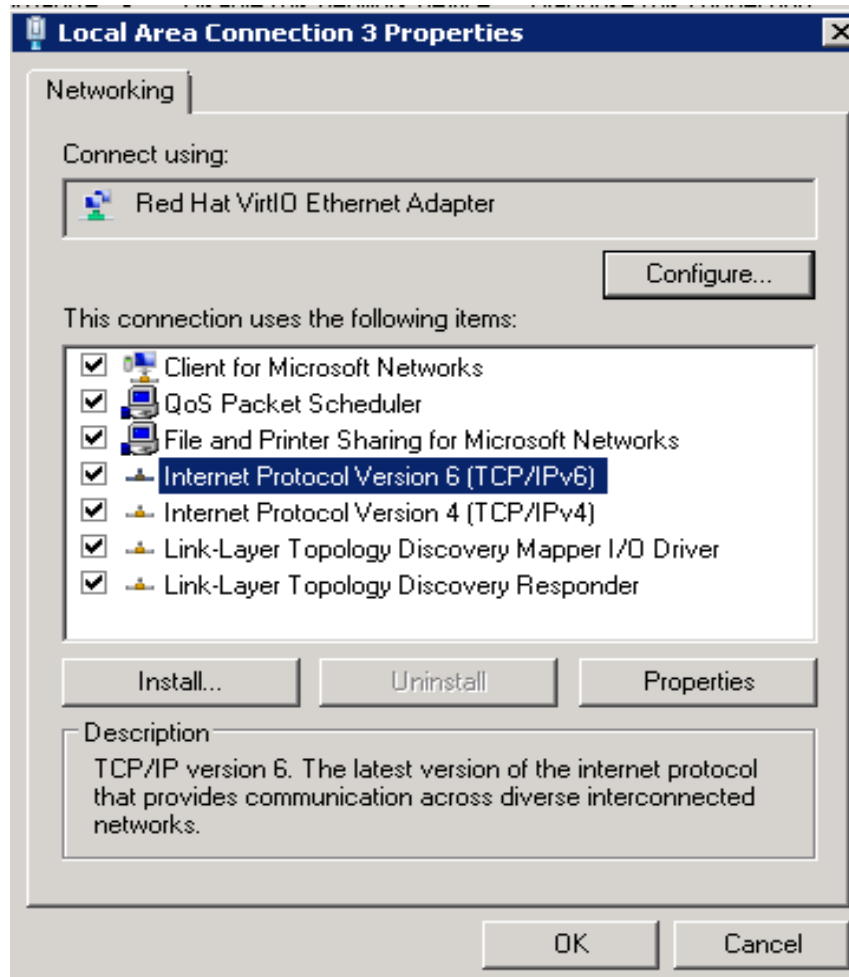 Local Area Connection 3 Properties
Networking
Connect using:
Red Hat VirtIO Ethernet Adapter
Configure...
This connection uses the following items:
Client for Microsoft Networks
QoS Packet Scheduler
File and Printer Sharing for Microsoft Networks
Internet Protocol Version 6 (TCP/IPv6)
Internet Protocol Version 4 (TCP/IPv4)
Link-Layer Topology Discovery Mapper I/O Driver
Link-Layer Topology Discovery Responder
Install... Uninstall Properties
Description
TCP/IP version 6. The latest version of the internet protocol
that provides communication across diverse interconnected
networks.
OK Cancel